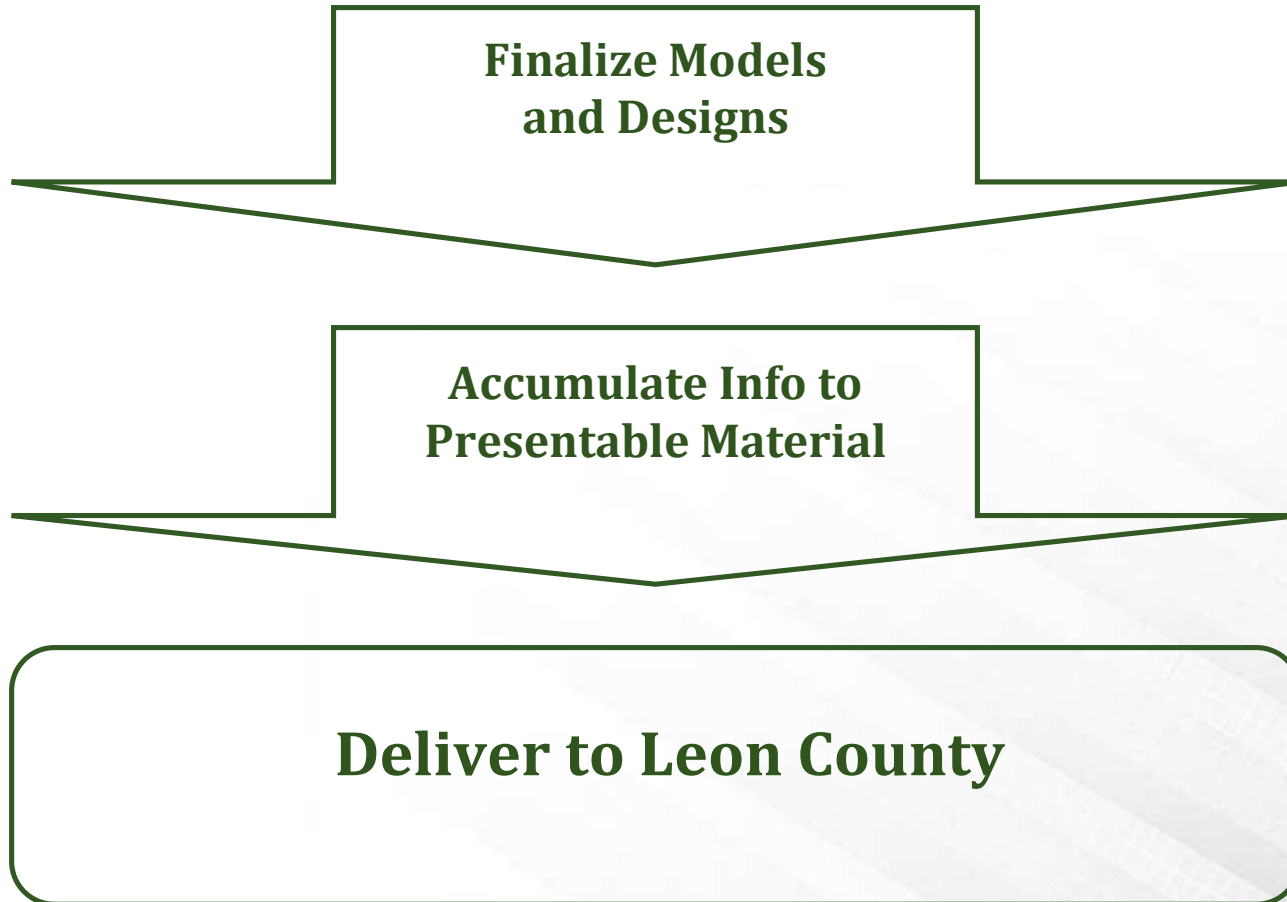 Finalize Models
and Designs
Accumulate Info to
Presentable Material
Deliver to Leon County